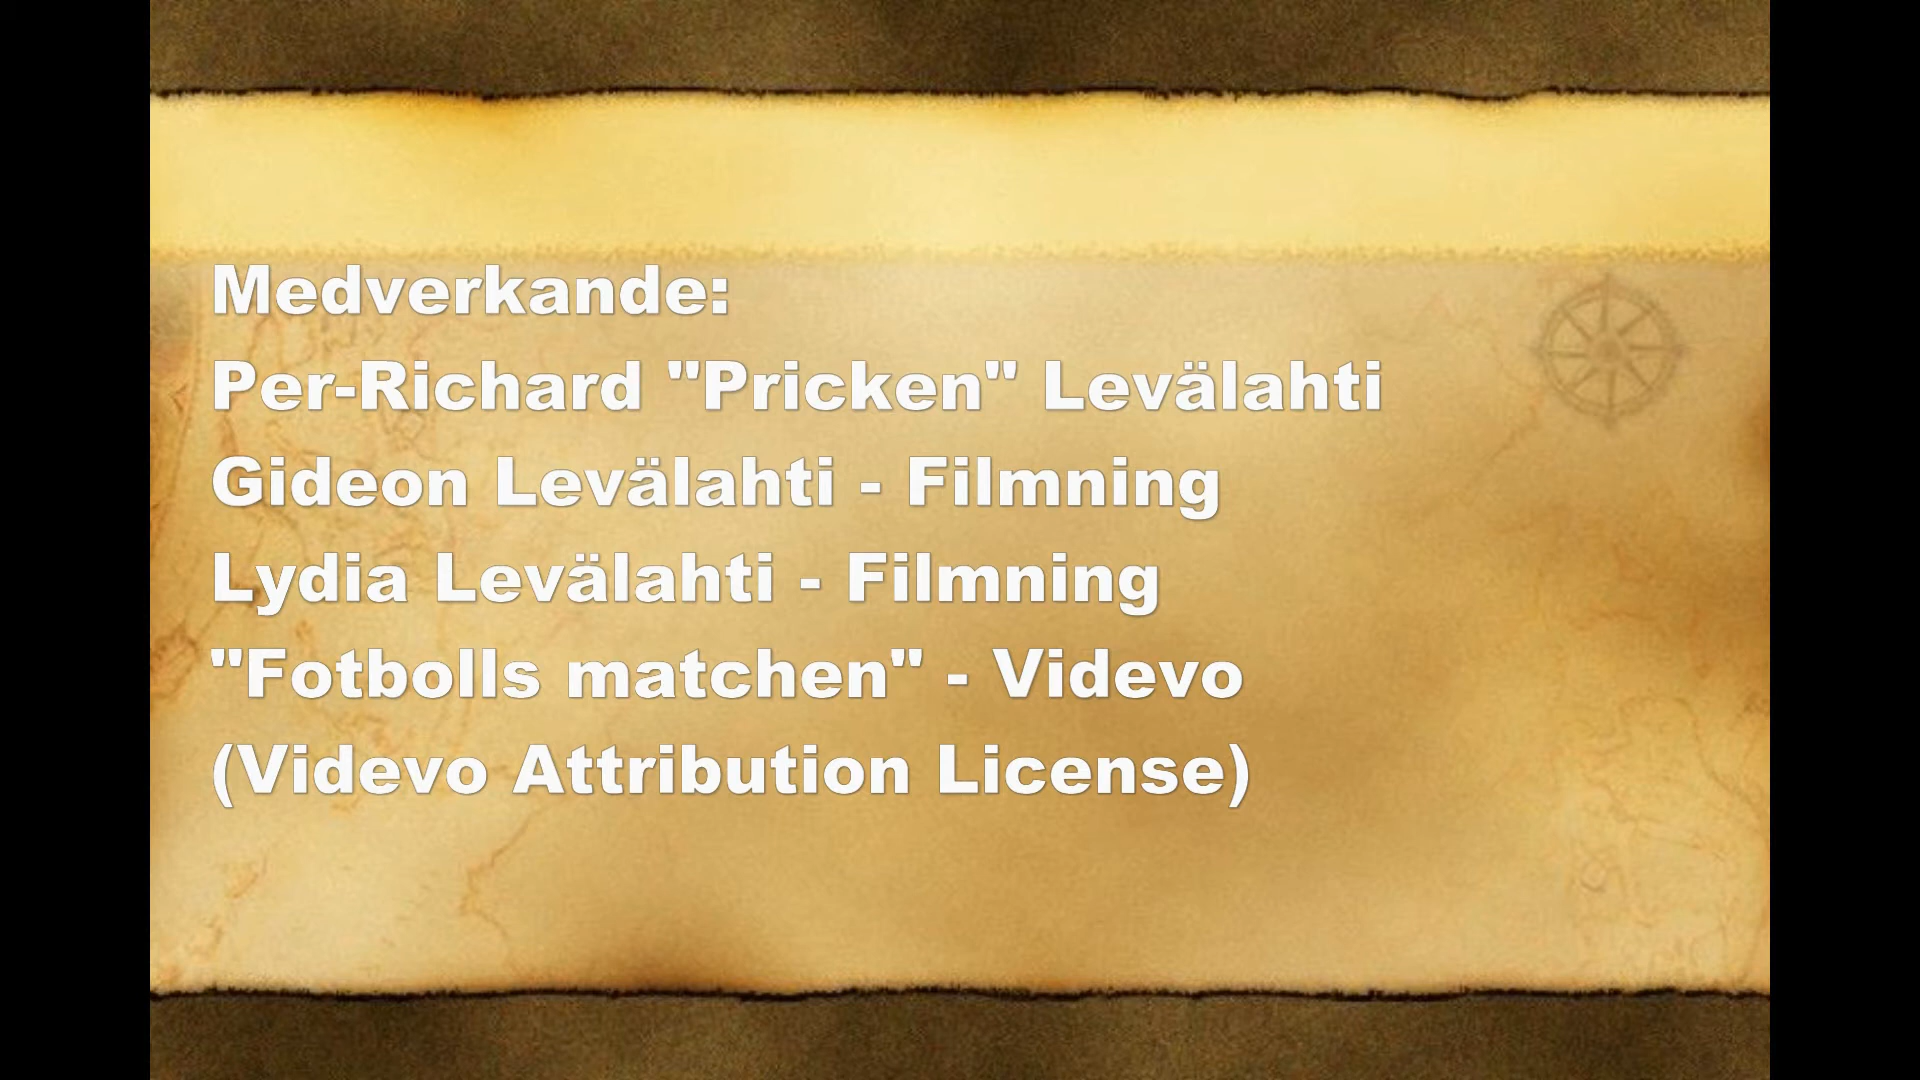 Medverkande:
Per-Richard "Pricken" Levälahti
Gideon Levälahti - Filmning
Lydia Levälahti - Filmning
"Fotbolls matchen" - Videvo
(Videvo Attribution License)